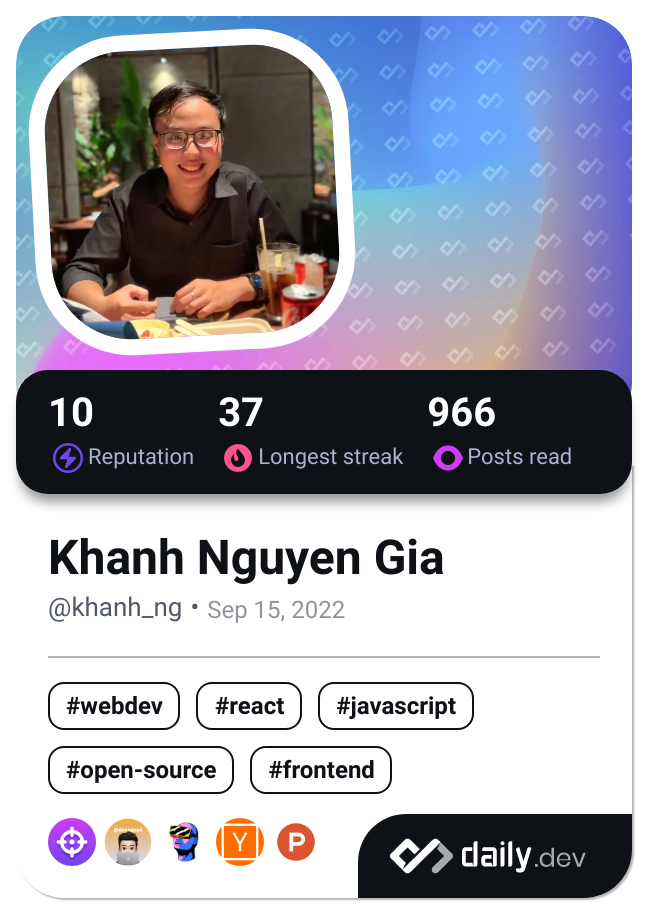 10 37 966
Reputation Longest streak Posts read
Khanh Nguyen Gia
@khanh_ng • Sep 15, 2022
#webdev #react #javascript
#open-source #frontend
Y P
daily.dev